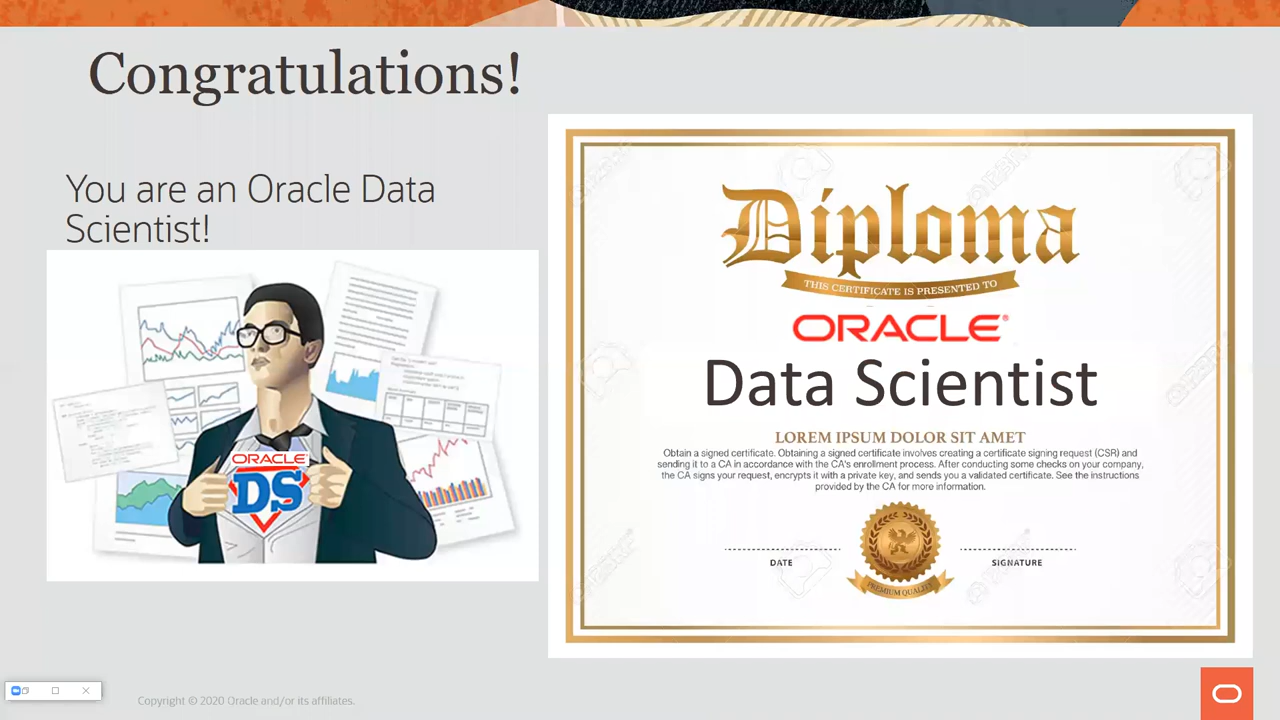 Congratulations!
You are an Oracle Data
Scientist!
ORACLE
DS
Diploma
THIS CERTIFICATE IS PRESENTED TO
ORACLE®
Data Scientist
LOREM IPSUM DOLOR SIT AMET
Obtain a signed certificate. Obtaining a signed certificate involves creating a certificate signing request (CSR) and
sending it to a CA in accordance with the CA's enrollment process. After conducting some checks on your company,
the CA signs your request, encrypts it with a private key, and sends you a validated certificate. See the instructions
provided by the CA for more information.
DATE
SIGNATURE
PREMIUM QUALITY
Copyright © 2020 Oracle and/or its affiliates.